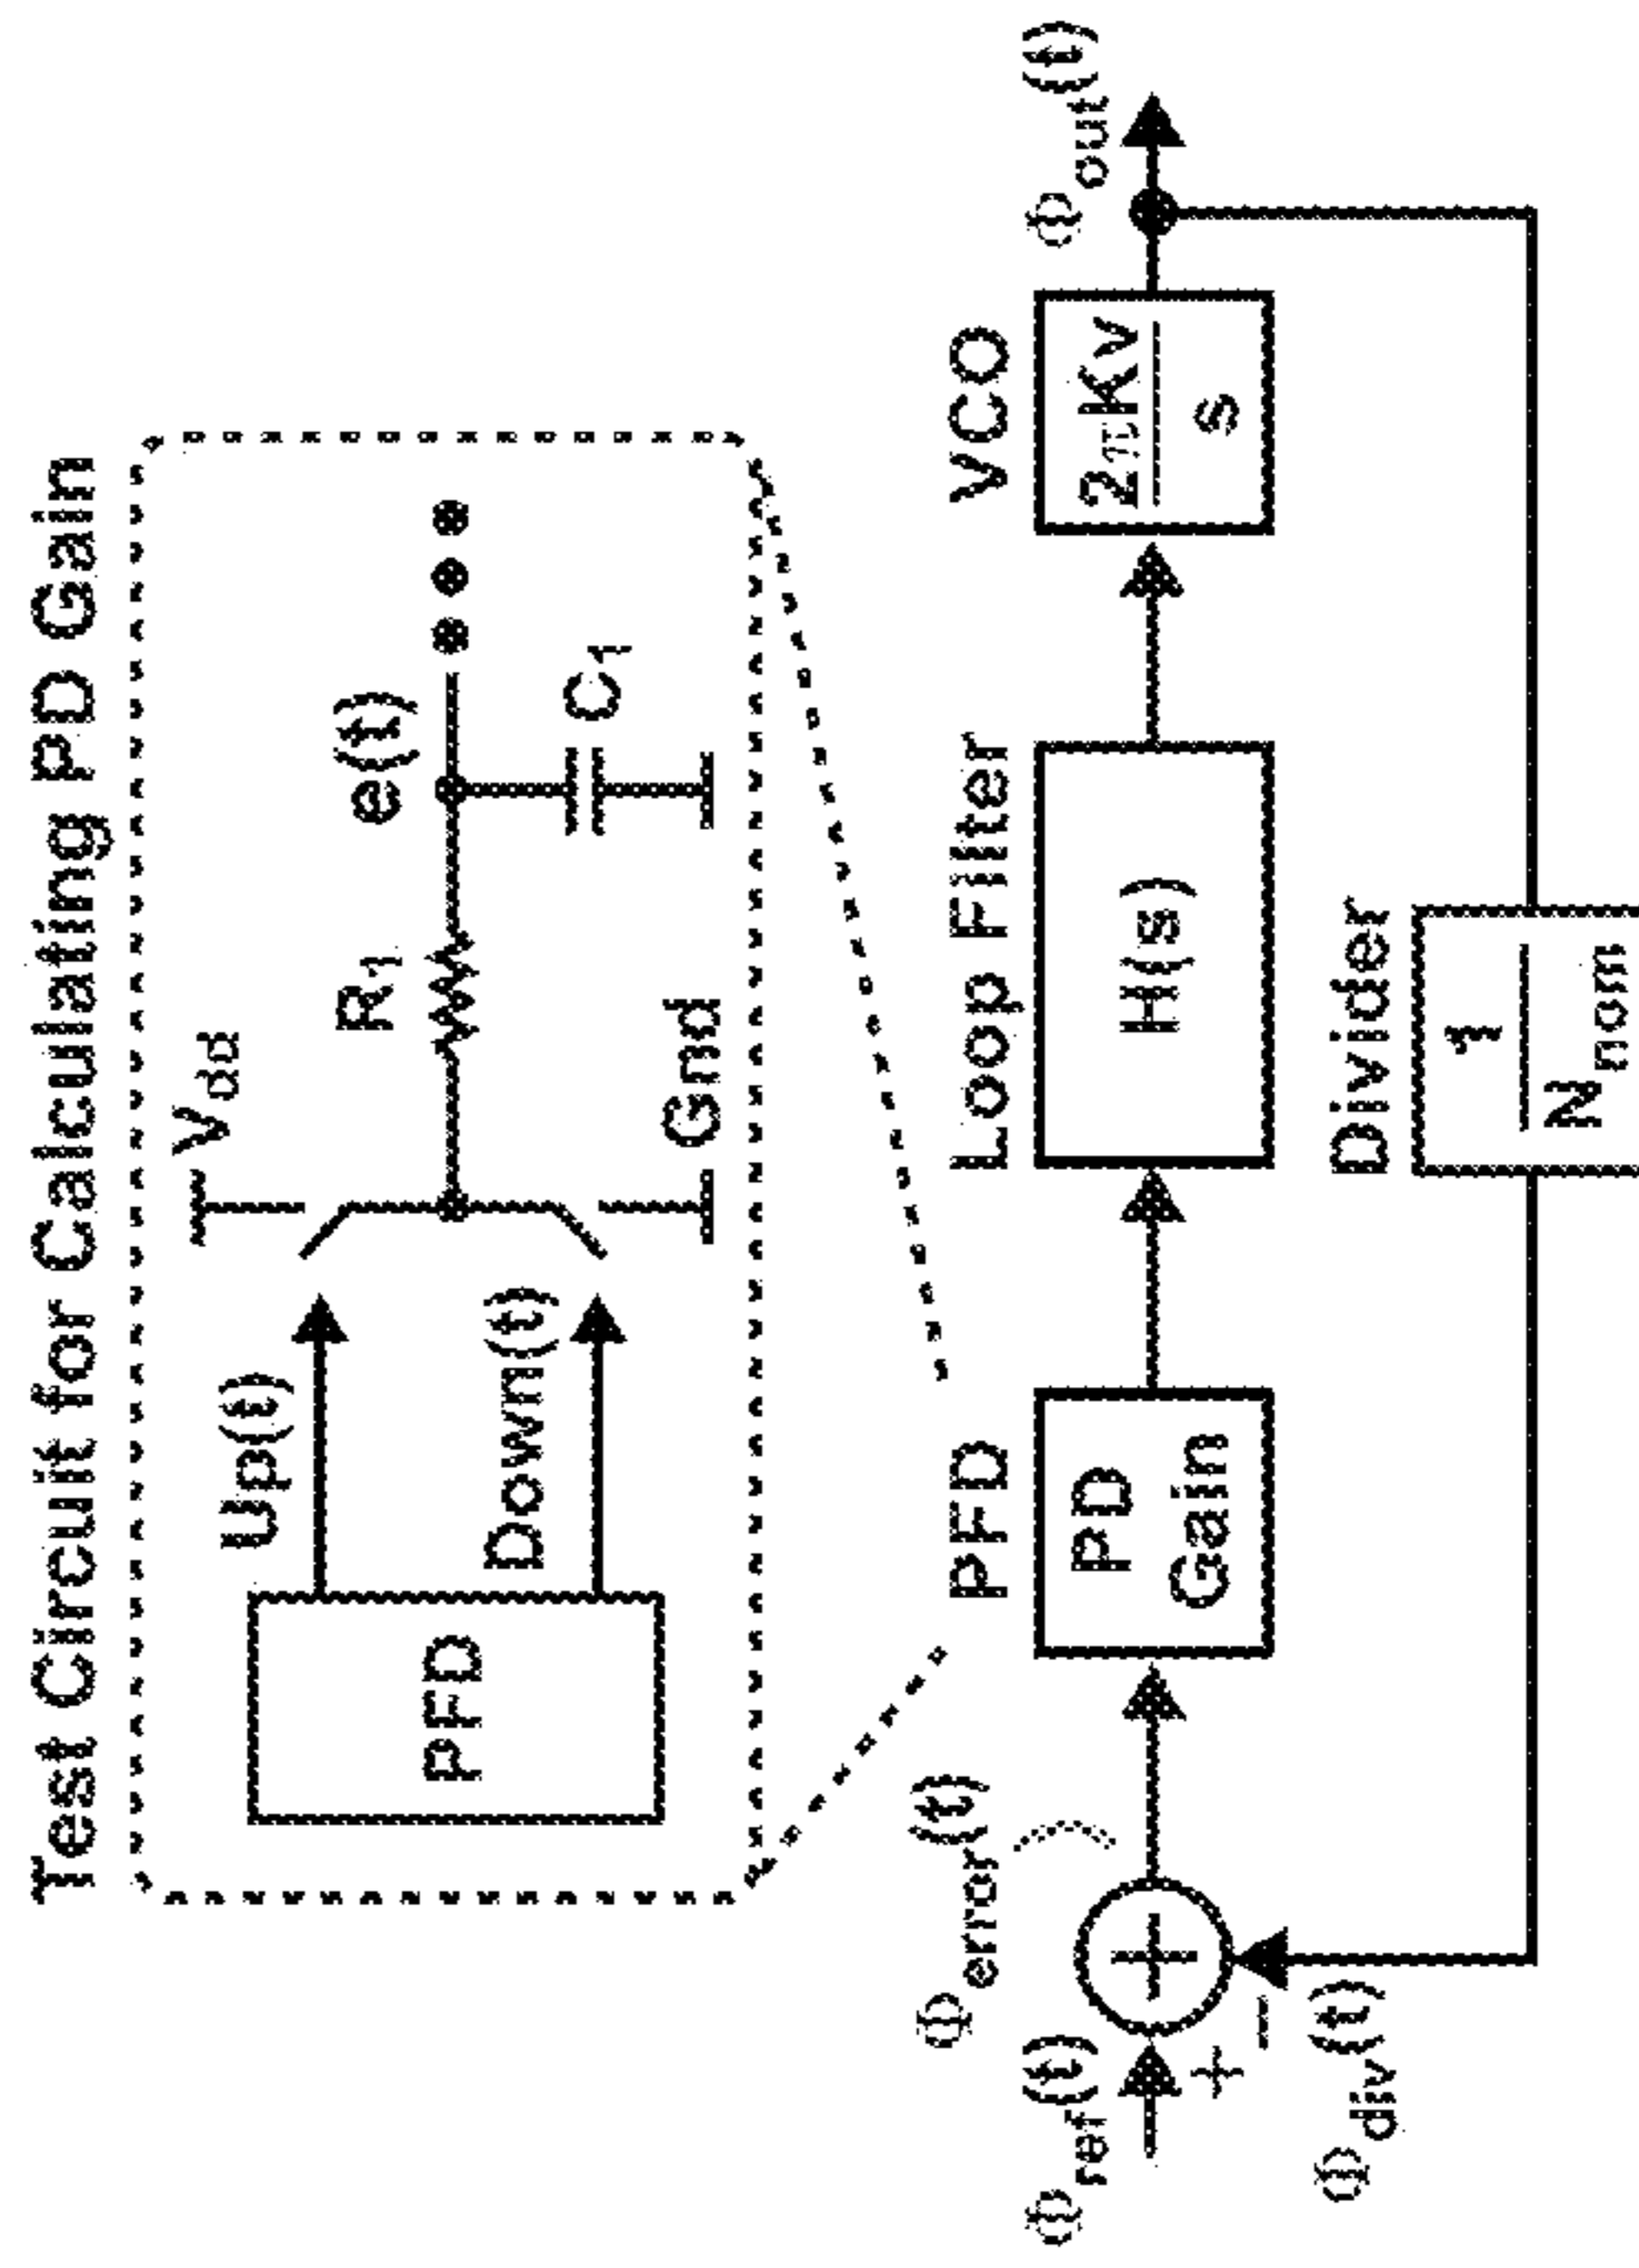 Test Circuit for Calculating PD Gain
Vdd
Up(t)
R1
e(t)
PFD
Down(t)
C1
Gnd
Φerror(t)
PFD
Loop Filter
VCO
Φref(t)
Φout(t)
PD
Gain
H(s)
2πKv
s
+
−
Φdiv(t)
Divider
1
Nnom